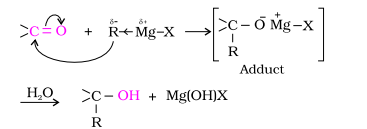 >C=O + R←Mg–X → [>C – Ō Mg–X]
δ– δ+ +
R
Adduct
H₂O → >C – OH + Mg(OH)X
R